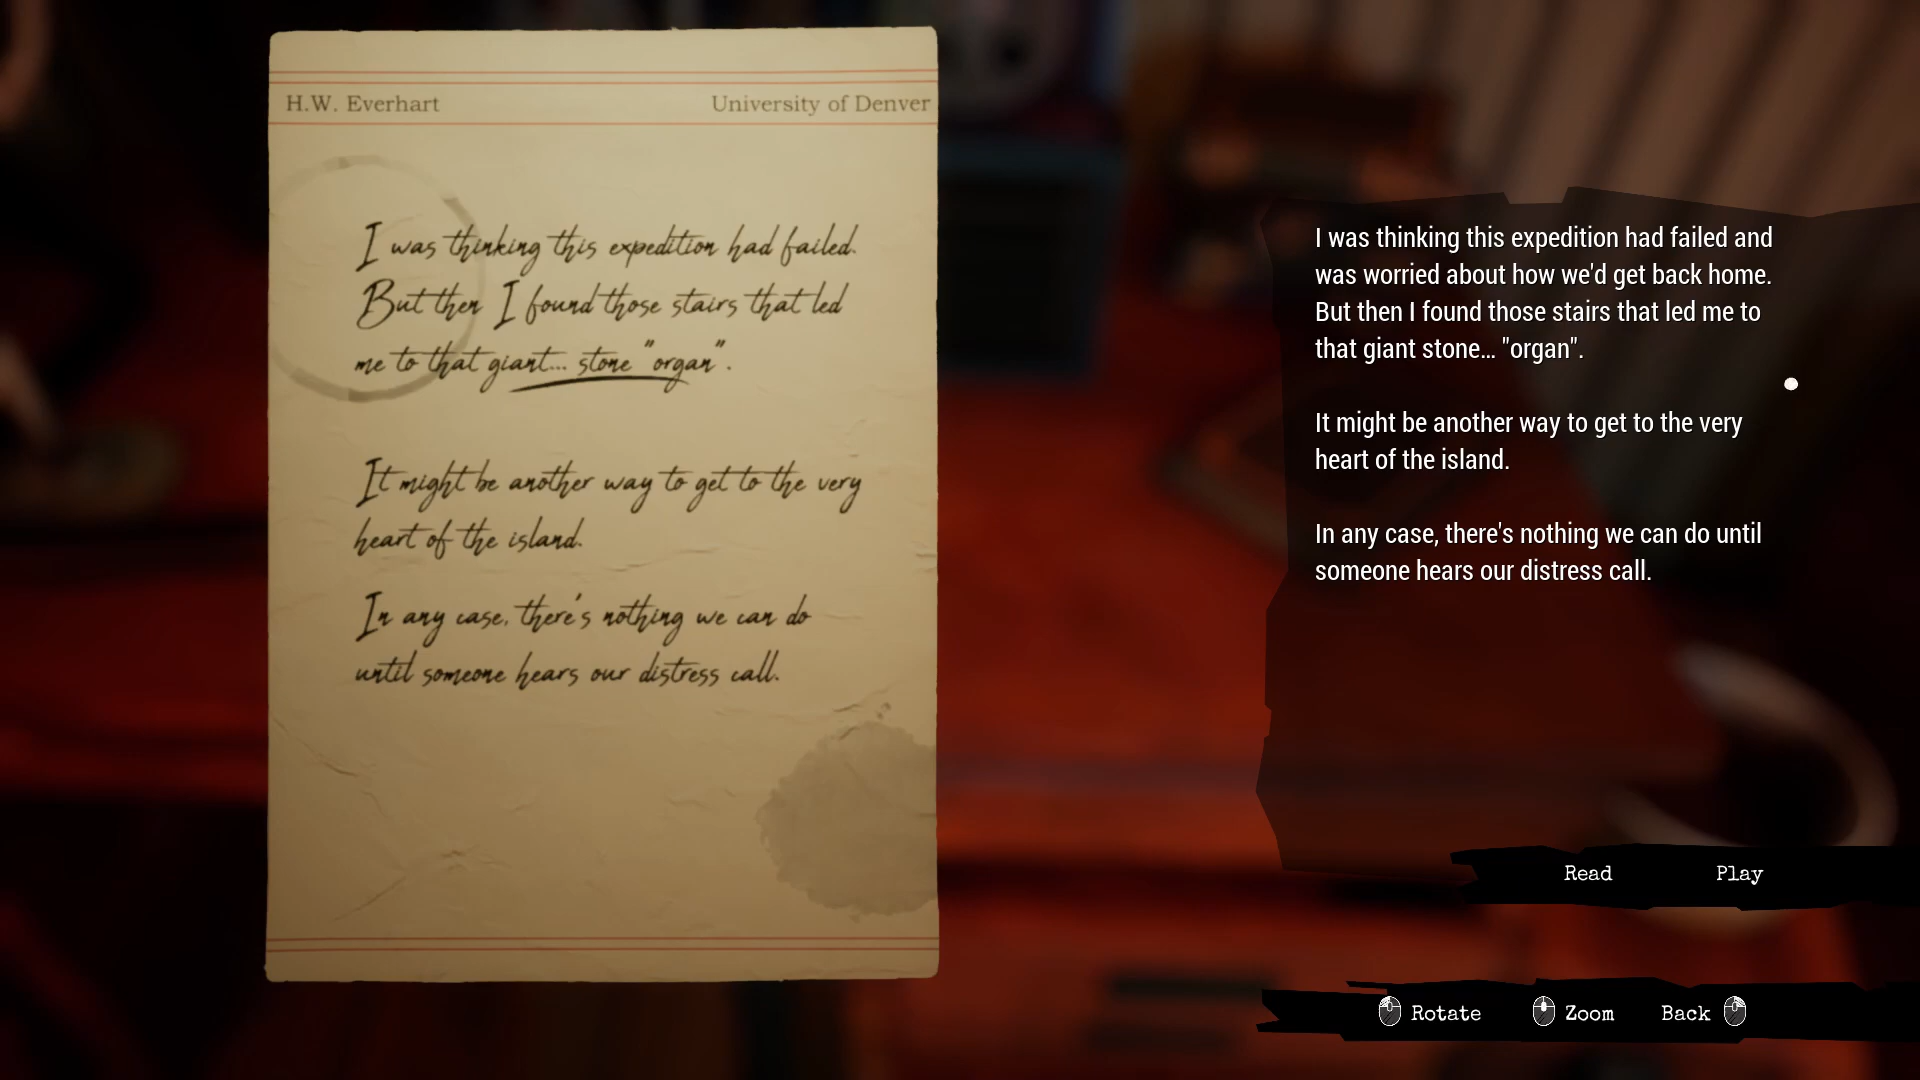 H.W. Everhart
University of Denver
I was thinking this expedition had failed.
But then I found those stairs that led
me to that giant... stone "organ".
It might be another way to get to the very
heart of the island.
In any case, there's nothing we can do
until someone hears our distress call.
I was thinking this expedition had failed and
was worried about how we'd get back home.
But then I found those stairs that led me to
that giant stone... "organ".
It might be another way to get to the very
heart of the island.
In any case, there's nothing we can do until
someone hears our distress call.
Read
Play
Rotate
Zoom
Back